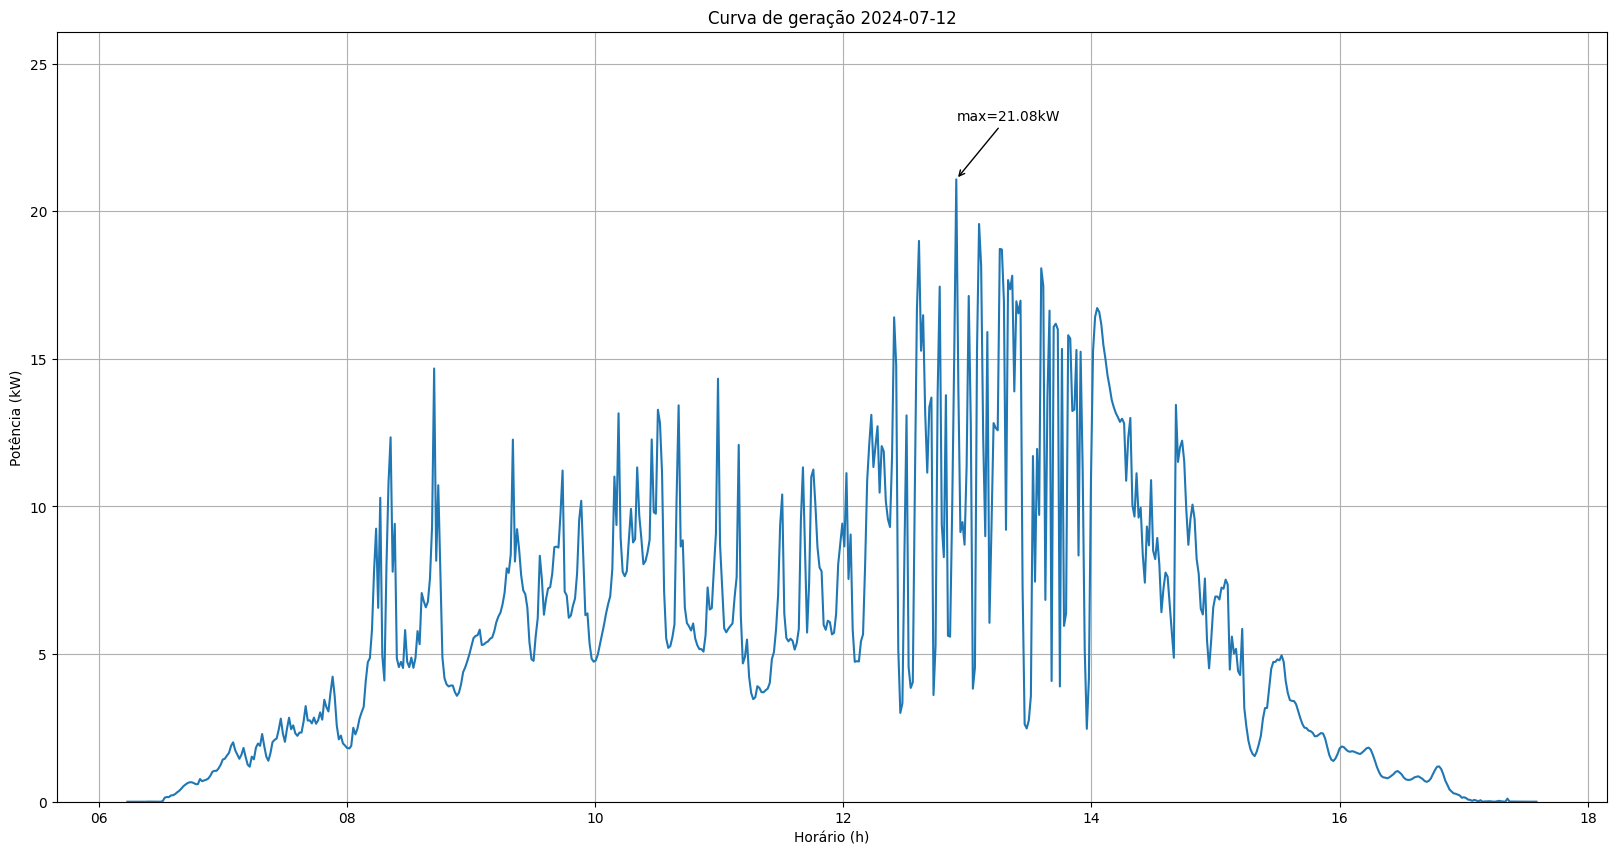 Curva de geração 2024-07-12
25
max=21.08kW
20
15
Potência (kW)
10
5
0
06 08 10 12 14 16 18
Horário (h)